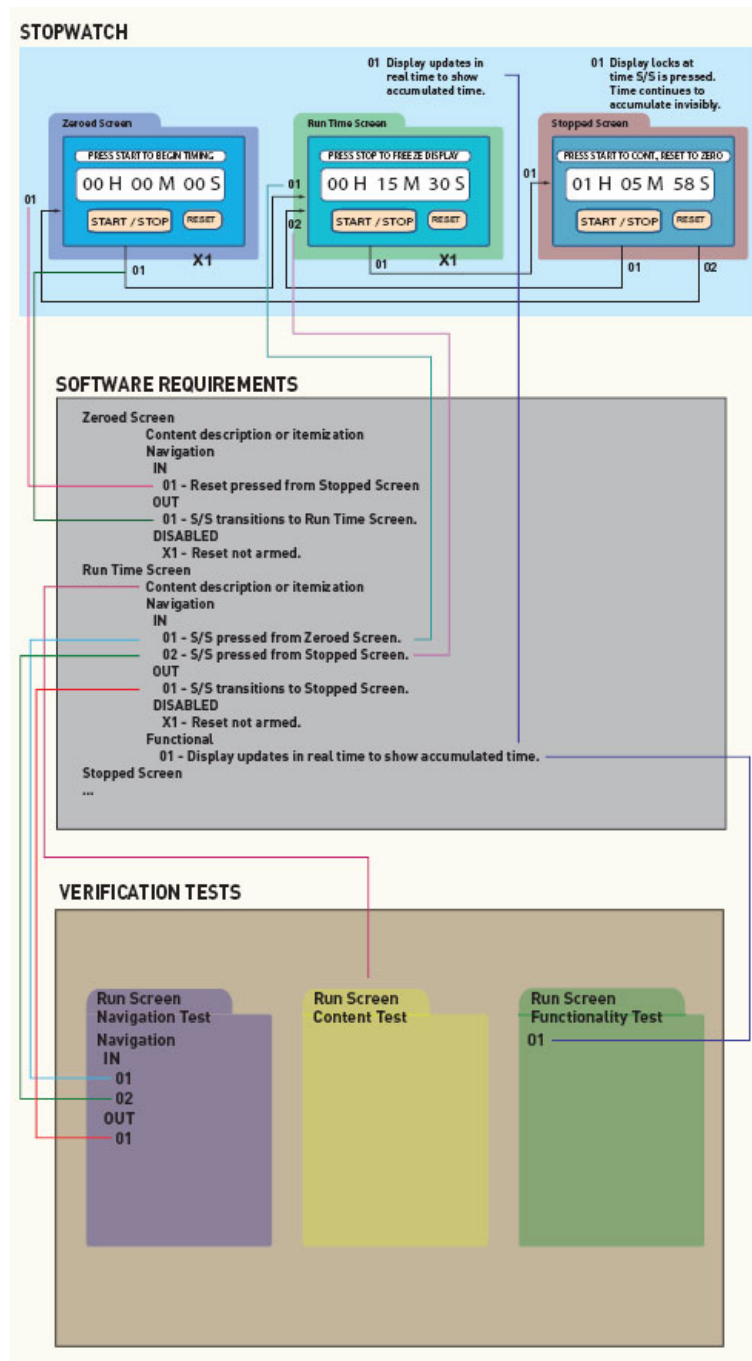 STOPWATCH
01 Display updates in
real time to show
accumulated time.
01 Display locks at
time S/S is pressed.
Time continues to
accumulate invisibly.
Zeroed Screen
PRESS START TO BEGIN TIMING
00 H 00 M 00 S
START / STOP
RESET
01
01
X1
Run Time Screen
PRESS STOP TO FREEZE DISPLAY
00 H 15 M 30 S
START / STOP
RESET
01
02
01
X1
Stopped Screen
PRESS START TO CONT., RESET TO ZERO
01 H 05 M 58 S
START / STOP
RESET
01
01
02
SOFTWARE REQUIREMENTS
Zeroed Screen
Content description or itemization
Navigation
IN
01 - Reset pressed from Stopped Screen
OUT
01 - S/S transitions to Run Time Screen.
DISABLED
X1 - Reset not armed.
Run Time Screen
Content description or itemization
Navigation
IN
01 - S/S pressed from Zeroed Screen.
02 - S/S pressed from Stopped Screen.
OUT
01 - S/S transitions to Stopped Screen.
DISABLED
X1 - Reset not armed.
Functional
01 - Display updates in real time to show accumulated time.
Stopped Screen
...
VERIFICATION TESTS
Run Screen
Navigation Test
Navigation
IN
01
02
OUT
01
Run Screen
Content Test
Run Screen
Functionality Test
01